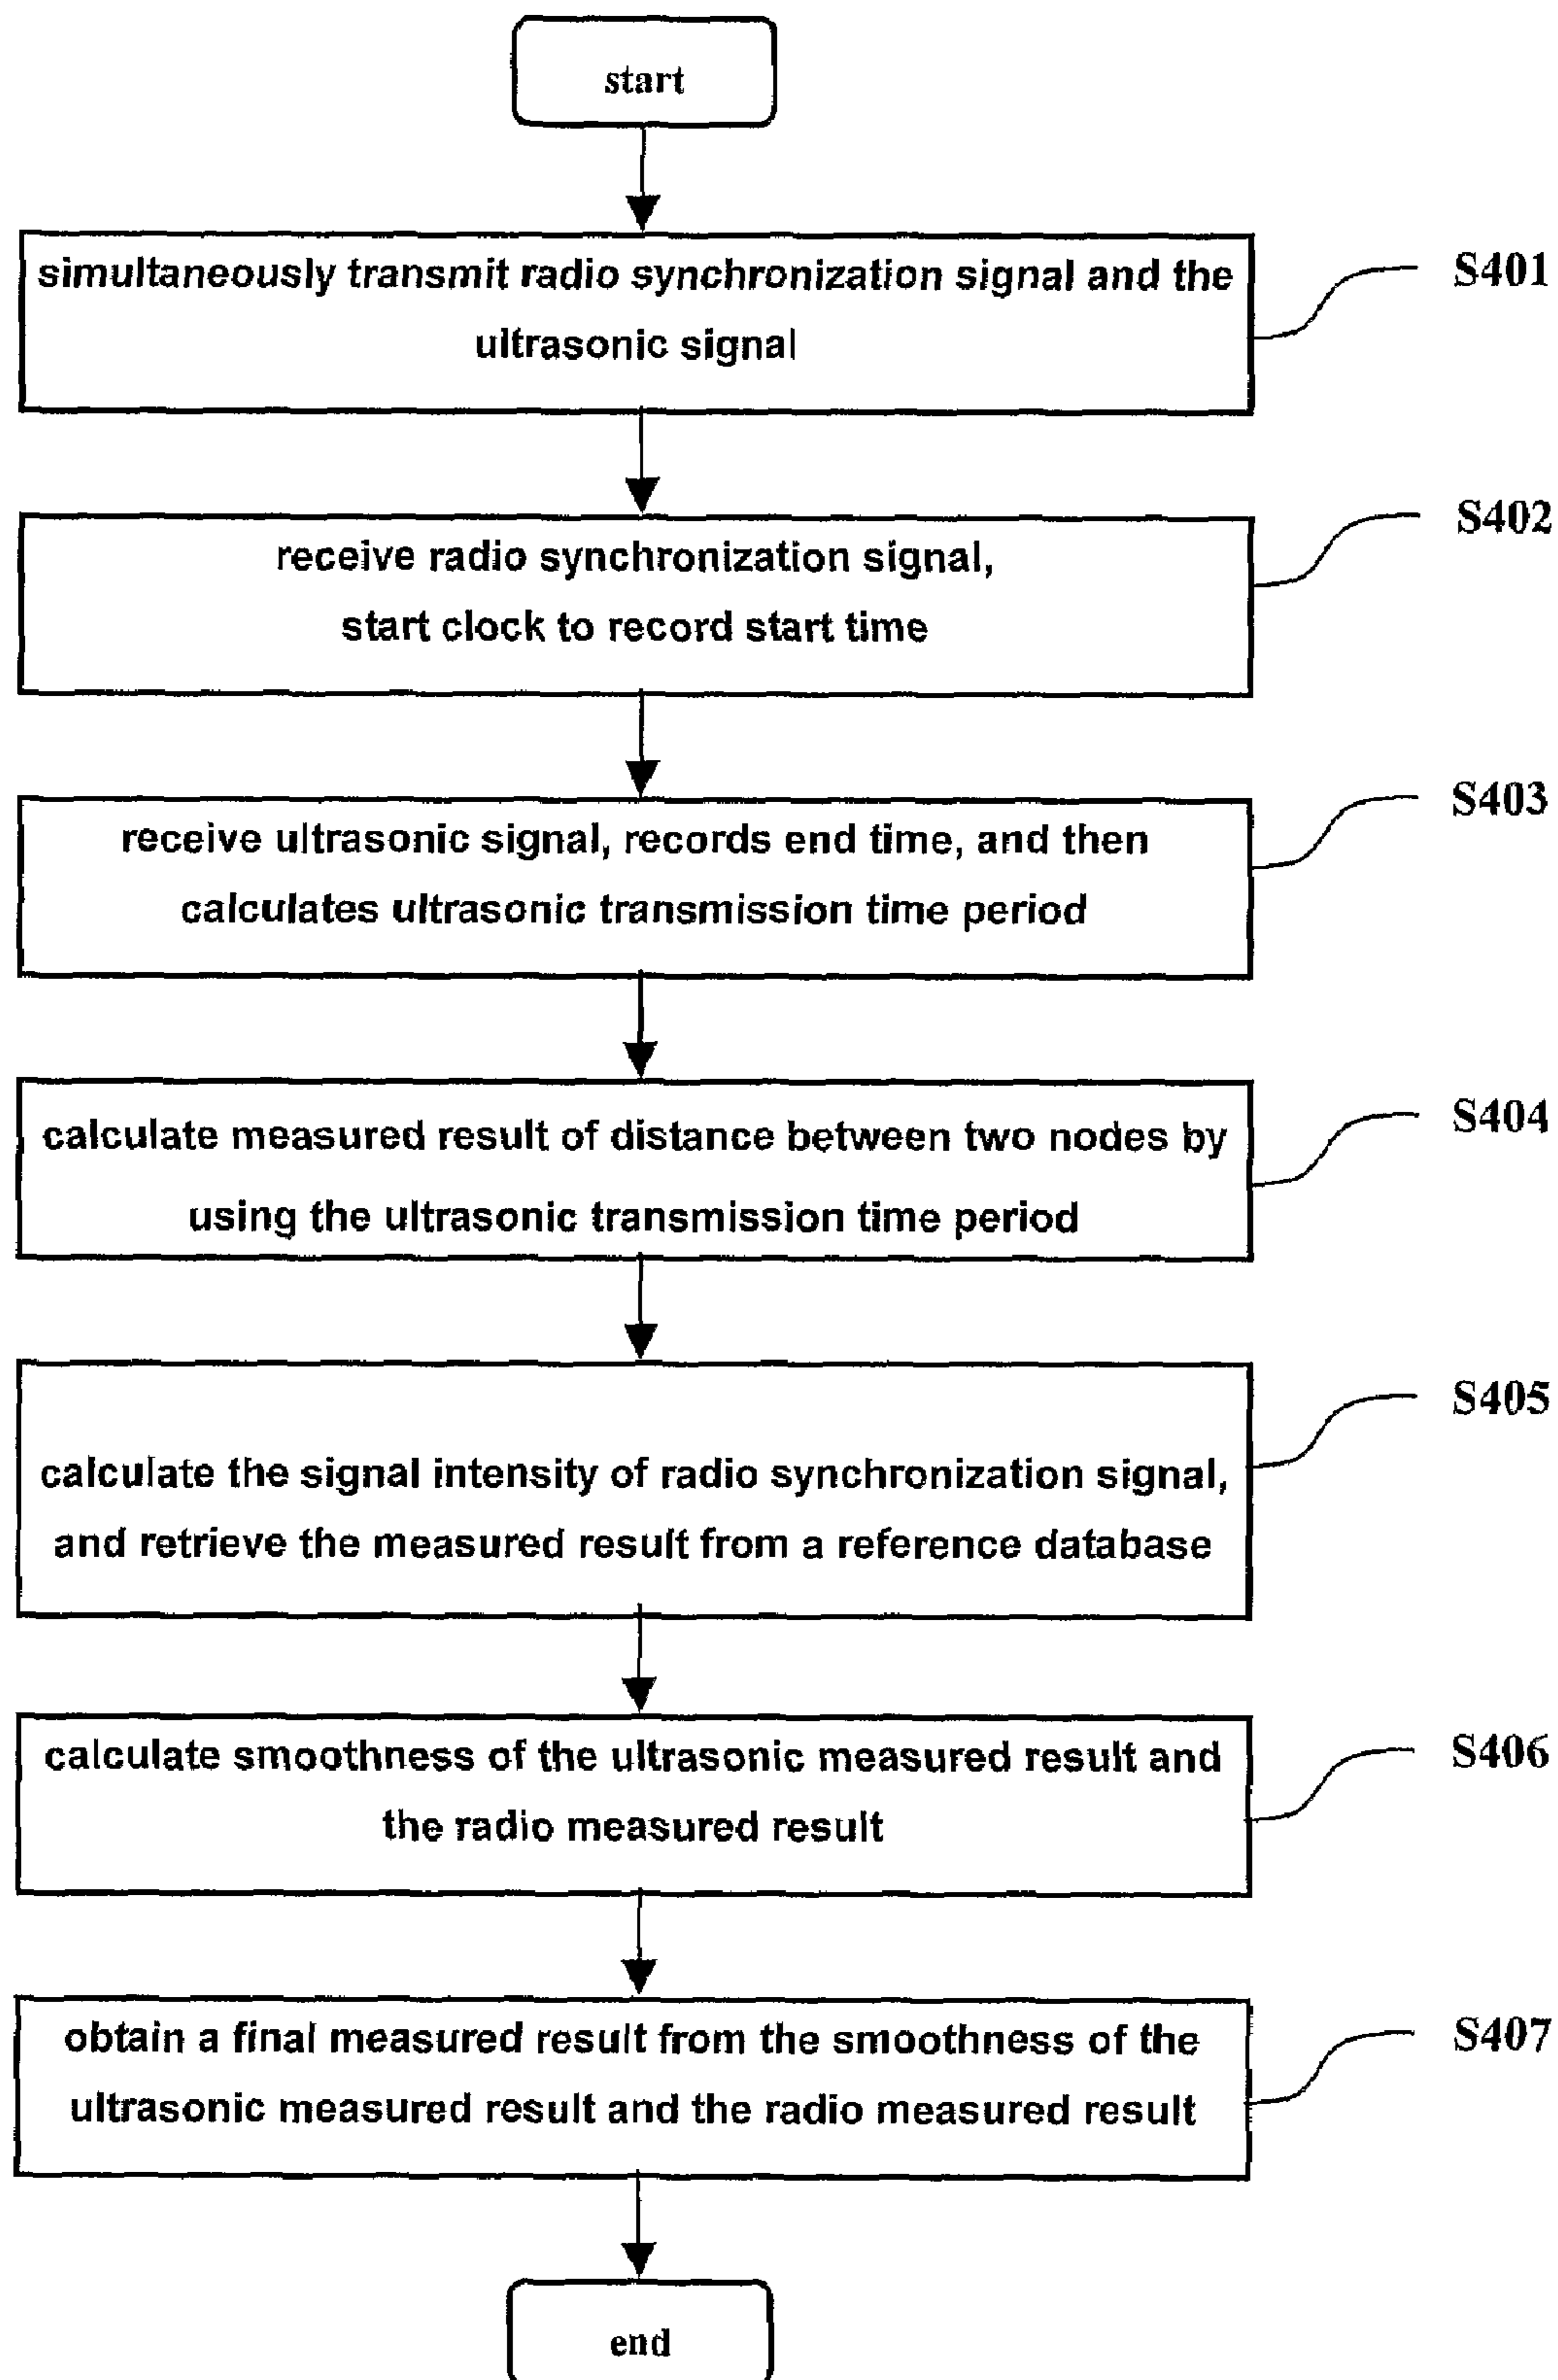 start
simultaneously transmit radio synchronization signal and the
ultrasonic signal
S401
receive radio synchronization signal,
start clock to record start time
S402
receive ultrasonic signal, records end time, and then
calculates ultrasonic transmission time period
S403
calculate measured result of distance between two nodes by
using the ultrasonic transmission time period
S404
calculate the signal intensity of radio synchronization signal,
and retrieve the measured result from a reference database
S405
calculate smoothness of the ultrasonic measured result and
the radio measured result
S406
obtain a final measured result from the smoothness of the
ultrasonic measured result and the radio measured result
S407
end